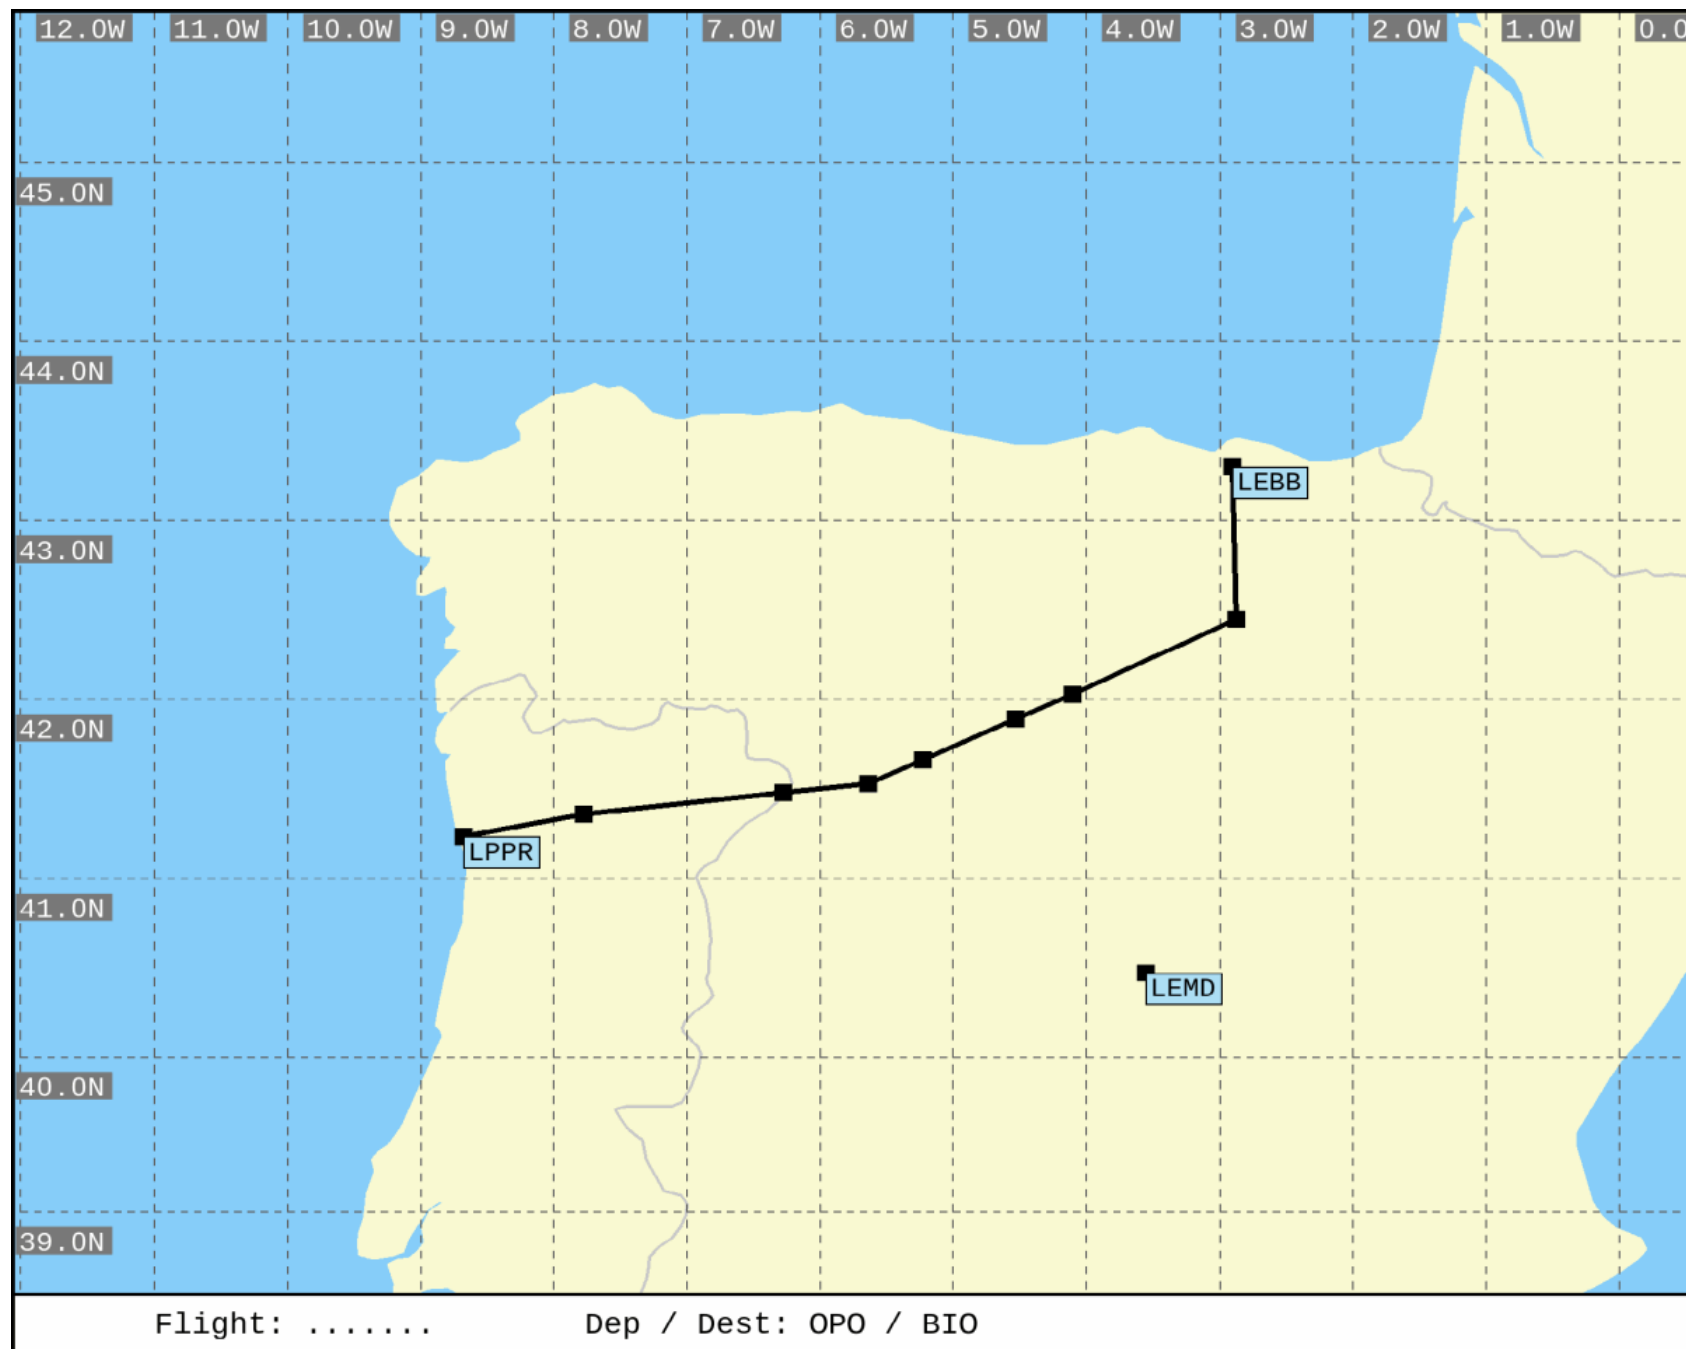 12.0W 11.0W 10.0W 9.0W 8.0W 7.0W 6.0W 5.0W 4.0W 3.0W 2.0W 1.0W 0.0
45.0N
44.0N
LEBB
43.0N
42.0N
LPPR
41.0N
LEMD
40.0N
39.0N
Flight: ....... Dep / Dest: OPO / BIO